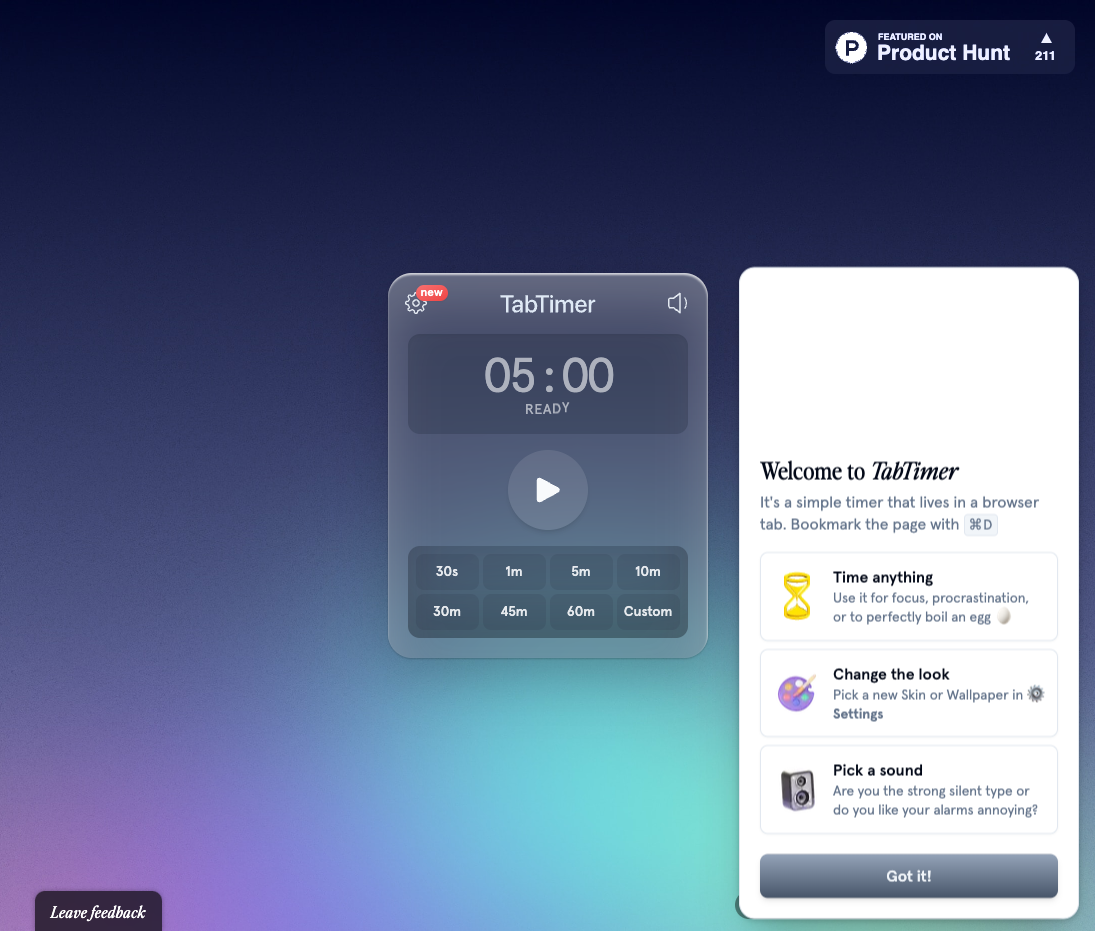 FEATURED ON
Product Hunt
211
new
TabTimer
05:00
READY
30s 1m 5m 10m
30m 45m 60m Custom
Welcome to TabTimer
It's a simple timer that lives in a browser
tab. Bookmark the page with ⌘D
Time anything
Use it for focus, procrastination,
or to perfectly boil an egg
Change the look
Pick a new Skin or Wallpaper in
Settings
Pick a sound
Are you the strong silent type or
do you like your alarms annoying?
Got it!
Leave feedback